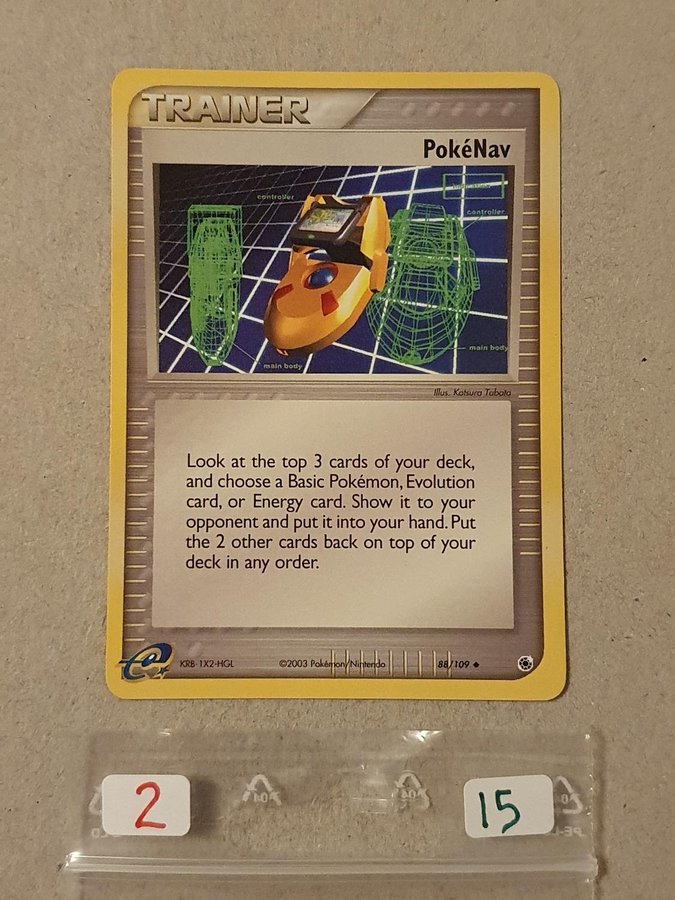 TRAINER
PokéNav
controller
controller
main body
main body
Illus. Katsura Tabata
Look at the top 3 cards of your deck,
and choose a Basic Pokémon, Evolution
card, or Energy card. Show it to your
opponent and put it into your hand. Put
the 2 other cards back on top of your
deck in any order.
e
KRB-1X2-HGL ©2003 Pokémon/Nintendo 88/109
2 15